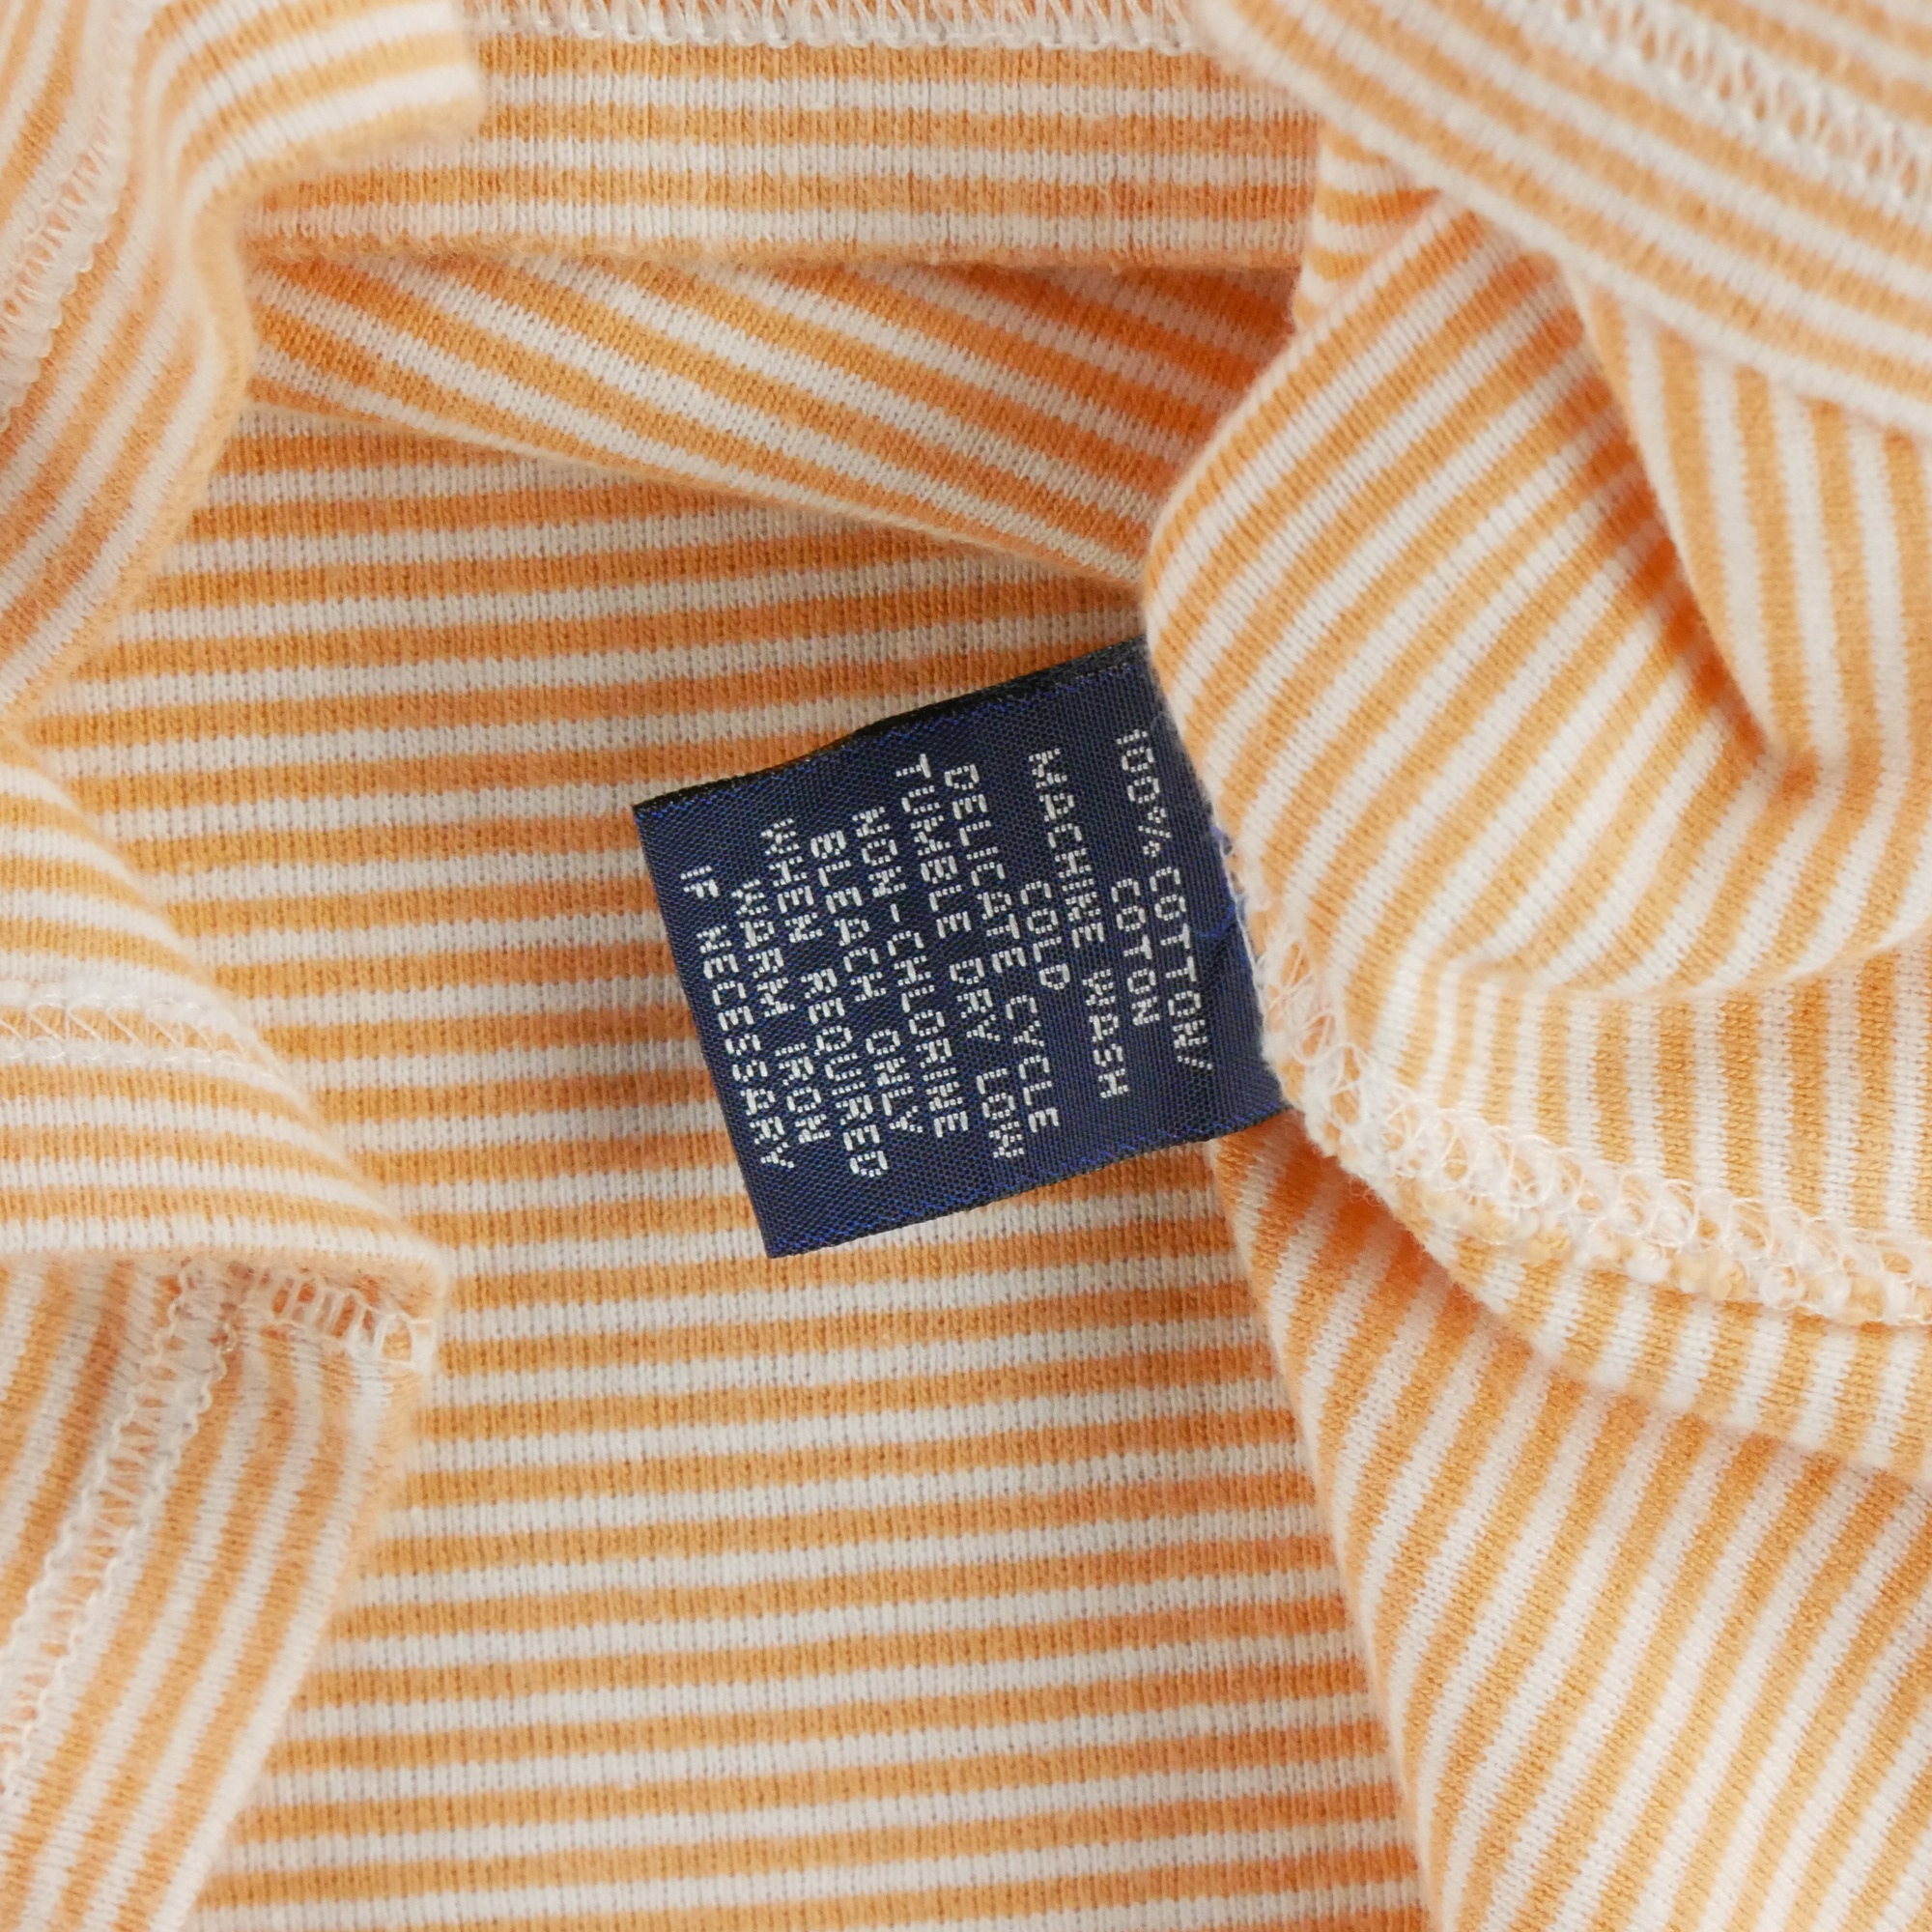 100% COTTON/
COTON
MACHINE WASH
COLD
DELICATE CYCLE
TUMBLE DRY LOW
NON-CHLORINE
BLEACH ONLY
WHEN REQUIRED
WARM IRON
IF NECESSARY